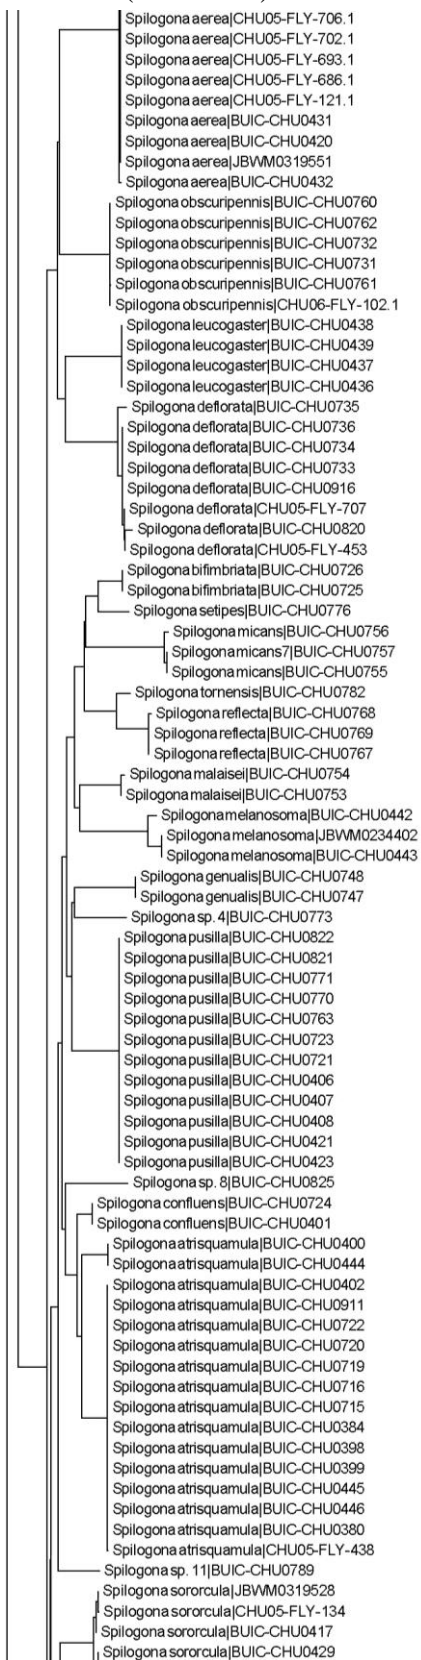 Spilogona aerea|CHU05-FLY-706.1
Spilogona aerea|CHU05-FLY-702.1
Spilogona aerea|CHU05-FLY-693.1
Spilogona aerea|CHU05-FLY-686.1
Spilogona aerea|CHU05-FLY-121.1
Spilogona aerea|BUIC-CHU0431
Spilogona aerea|BUIC-CHU0420
Spilogona aerea|JBWM0319551
Spilogona aerea|BUIC-CHU0432
Spilogona obscuripennis|BUIC-CHU0760
Spilogona obscuripennis|BUIC-CHU0762
Spilogona obscuripennis|BUIC-CHU0732
Spilogona obscuripennis|BUIC-CHU0731
Spilogona obscuripennis|BUIC-CHU0761
Spilogona obscuripennis|CHU06-FLY-102.1
Spilogona leucogaster|BUIC-CHU0438
Spilogona leucogaster|BUIC-CHU0439
Spilogona leucogaster|BUIC-CHU0437
Spilogona leucogaster|BUIC-CHU0436
Spilogona deflorata|BUIC-CHU0735
Spilogona deflorata|BUIC-CHU0736
Spilogona deflorata|BUIC-CHU0734
Spilogona deflorata|BUIC-CHU0733
Spilogona deflorata|BUIC-CHU0916
Spilogona deflorata|CHU05-FLY-707
Spilogona deflorata|BUIC-CHU0820
Spilogona deflorata|CHU05-FLY-453
Spilogona bifimbriata|BUIC-CHU0726
Spilogona bifimbriata|BUIC-CHU0725
Spilogona setipes|BUIC-CHU0776
Spilogona micans|BUIC-CHU0756
Spilogona micans7|BUIC-CHU0757
Spilogona micans|BUIC-CHU0755
Spilogona tornensis|BUIC-CHU0782
Spilogona reflecta|BUIC-CHU0768
Spilogona reflecta|BUIC-CHU0769
Spilogona reflecta|BUIC-CHU0767
Spilogona malaisei|BUIC-CHU0754
Spilogona malaisei|BUIC-CHU0753
Spilogona melanosoma|BUIC-CHU0442
Spilogona melanosoma|JBWM0234402
Spilogona melanosoma|BUIC-CHU0443
Spilogona genualis|BUIC-CHU0748
Spilogona genualis|BUIC-CHU0747
Spilogona sp. 4|BUIC-CHU0773
Spilogona pusilla|BUIC-CHU0822
Spilogona pusilla|BUIC-CHU0821
Spilogona pusilla|BUIC-CHU0771
Spilogona pusilla|BUIC-CHU0770
Spilogona pusilla|BUIC-CHU0763
Spilogona pusilla|BUIC-CHU0723
Spilogona pusilla|BUIC-CHU0721
Spilogona pusilla|BUIC-CHU0406
Spilogona pusilla|BUIC-CHU0407
Spilogona pusilla|BUIC-CHU0408
Spilogona pusilla|BUIC-CHU0421
Spilogona pusilla|BUIC-CHU0423
Spilogona sp. 8|BUIC-CHU0825
Spilogona confluens|BUIC-CHU0724
Spilogona confluens|BUIC-CHU0401
Spilogona atrisquamula|BUIC-CHU0400
Spilogona atrisquamula|BUIC-CHU0444
Spilogona atrisquamula|BUIC-CHU0402
Spilogona atrisquamula|BUIC-CHU0911
Spilogona atrisquamula|BUIC-CHU0722
Spilogona atrisquamula|BUIC-CHU0720
Spilogona atrisquamula|BUIC-CHU0719
Spilogona atrisquamula|BUIC-CHU0716
Spilogona atrisquamula|BUIC-CHU0715
Spilogona atrisquamula|BUIC-CHU0384
Spilogona atrisquamula|BUIC-CHU0398
Spilogona atrisquamula|BUIC-CHU0399
Spilogona atrisquamula|BUIC-CHU0445
Spilogona atrisquamula|BUIC-CHU0446
Spilogona atrisquamula|BUIC-CHU0380
Spilogona atrisquamula|CHU05-FLY-438
Spilogona sp. 11|BUIC-CHU0789
Spilogona sororcula|JBWM0319528
Spilogona sororcula|CHU05-FLY-134
Spilogona sororcula|BUIC-CHU0417
Spilogona sororcula|BUIC-CHU0429